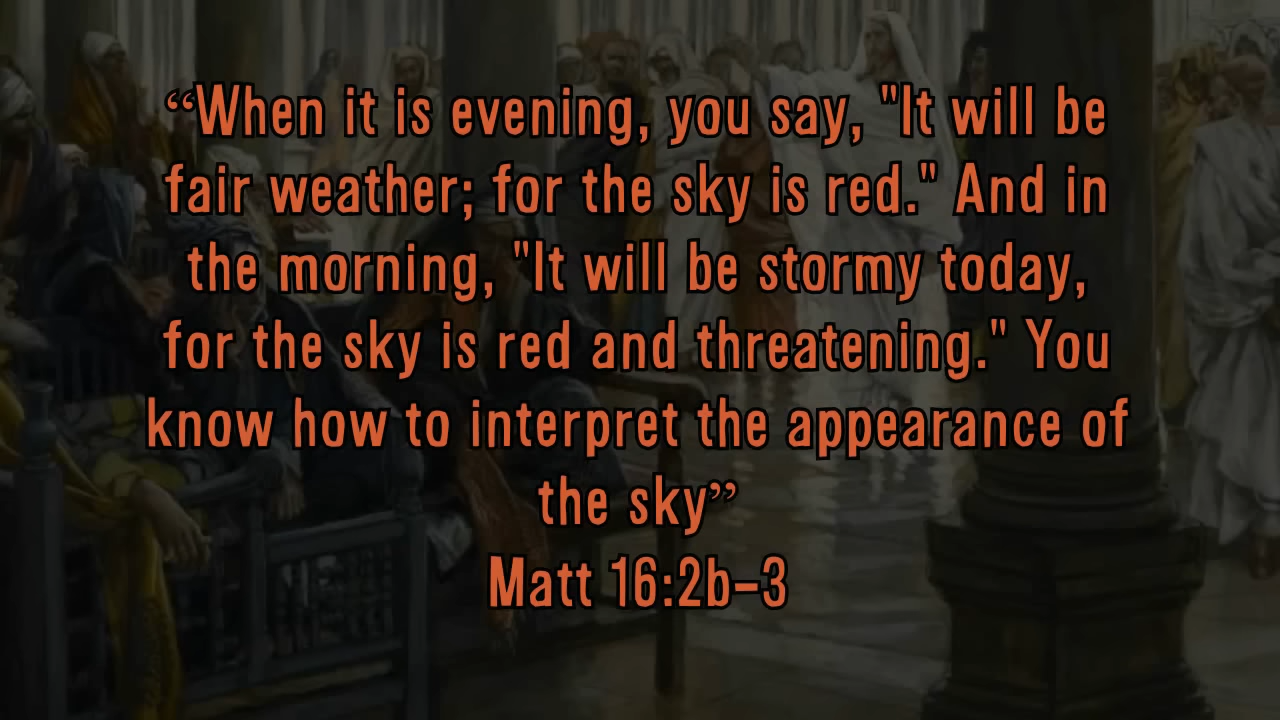 “When it is evening, you say, "It will be
fair weather; for the sky is red." And in
the morning, "It will be stormy today,
for the sky is red and threatening." You
know how to interpret the appearance of
the sky”
Matt 16:2b–3